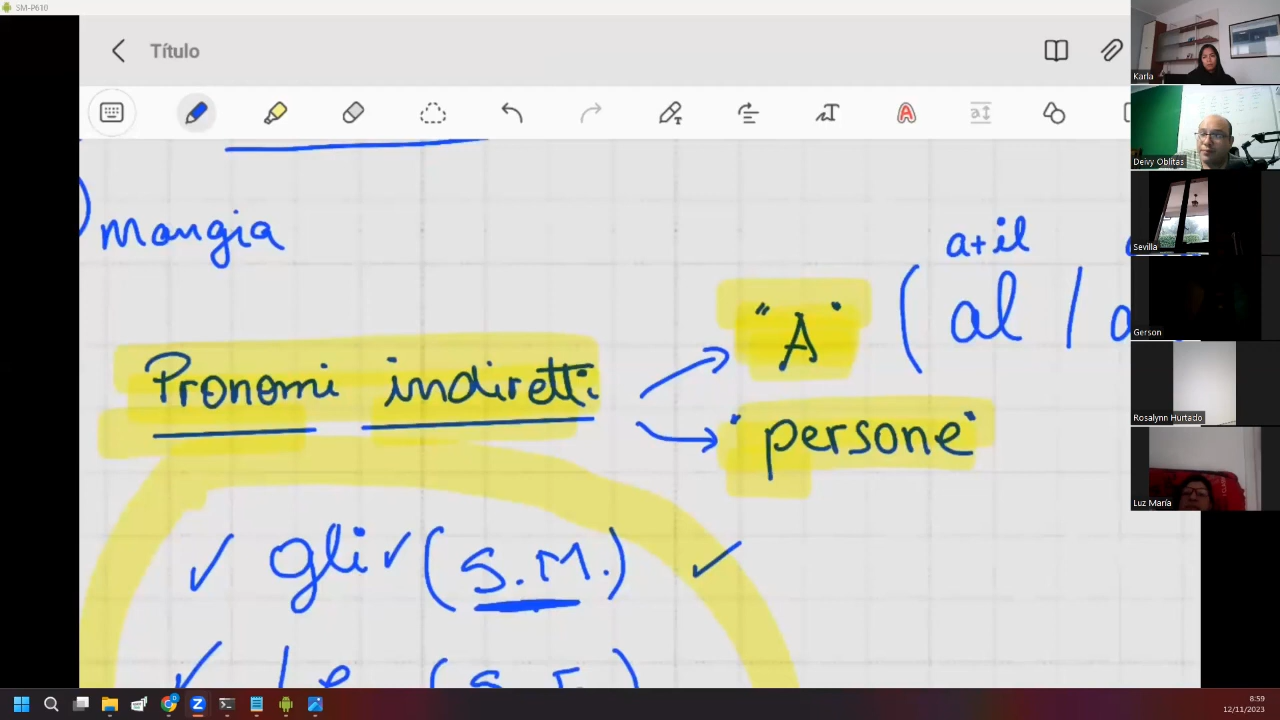 SM-P610
Título
mangia
a+il
al /
"A"
Pronomi indiretti
"persone"
✓ gli ✓ (S.M.) ✓
✓ le (S.F.)
Karla
Deivy Oblitas
Sevilla
Gerson
Rosalynn Hurtado
Luz María
8:59
12/11/2023